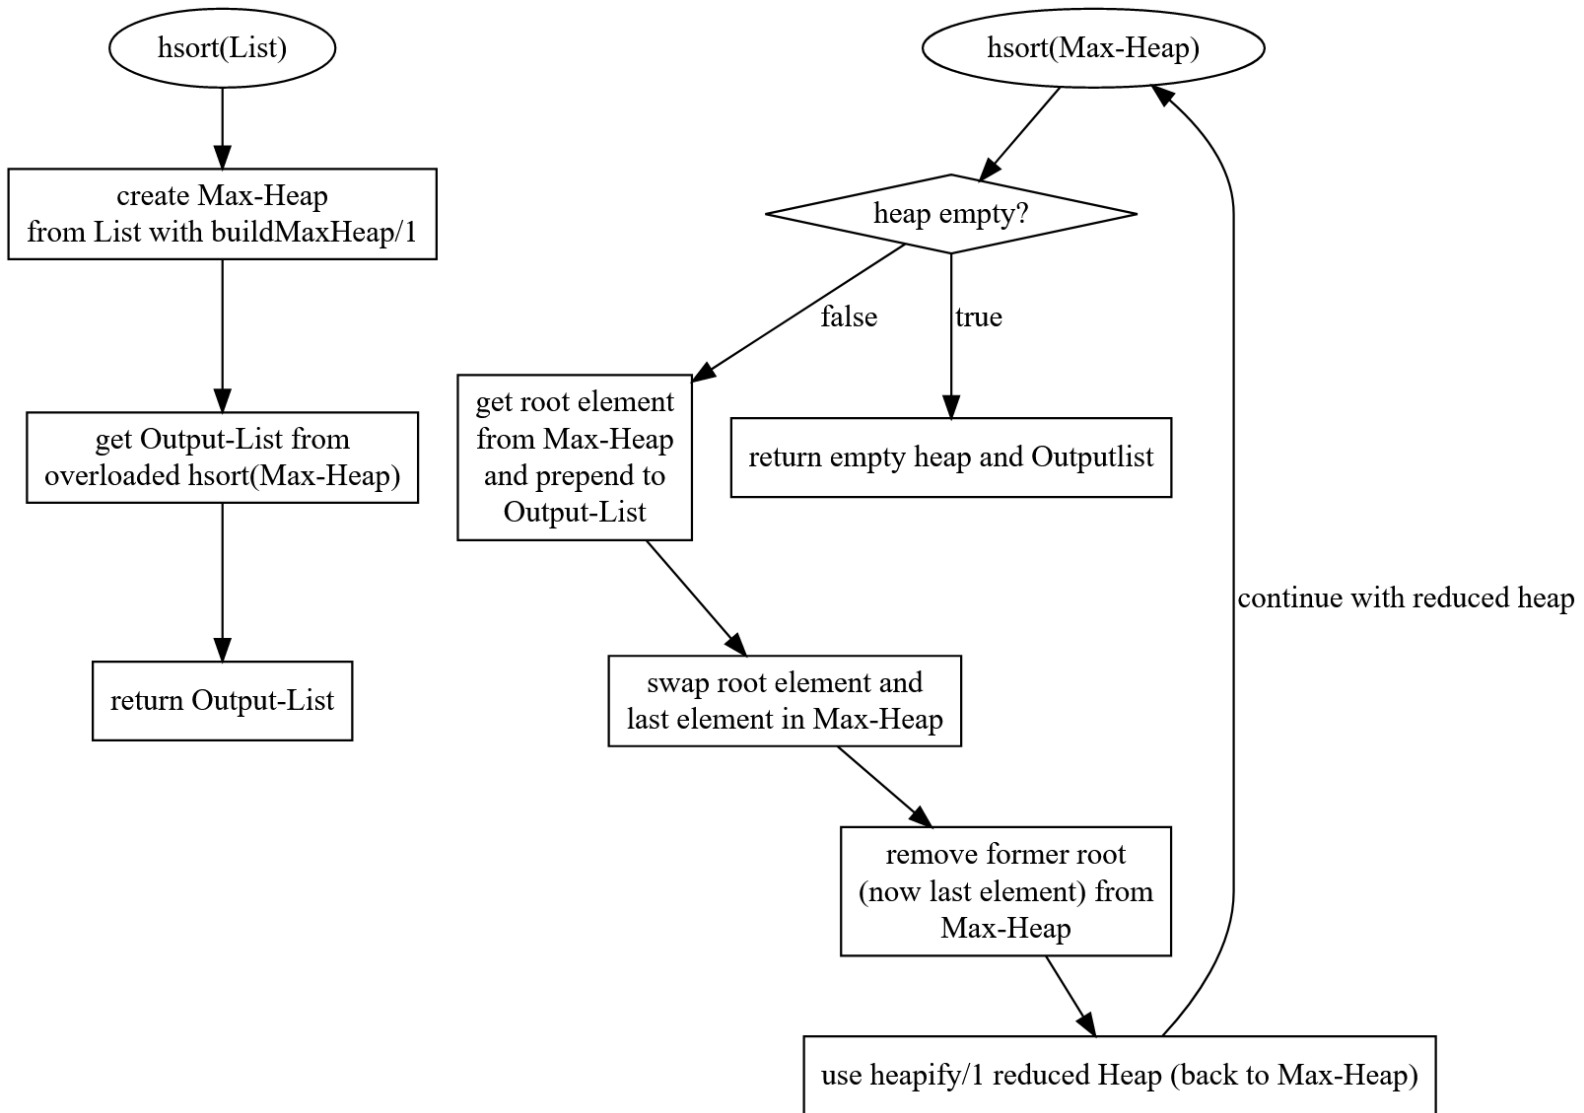 hsort(List)
create Max-Heap
from List with buildMaxHeap/1
get Output-List from
overloaded hsort(Max-Heap)
return Output-List
hsort(Max-Heap)
heap empty?
false
true
get root element
from Max-Heap
and prepend to
Output-List
return empty heap and Outputlist
swap root element and
last element in Max-Heap
remove former root
(now last element) from
Max-Heap
use heapify/1 reduced Heap (back to Max-Heap)
continue with reduced heap